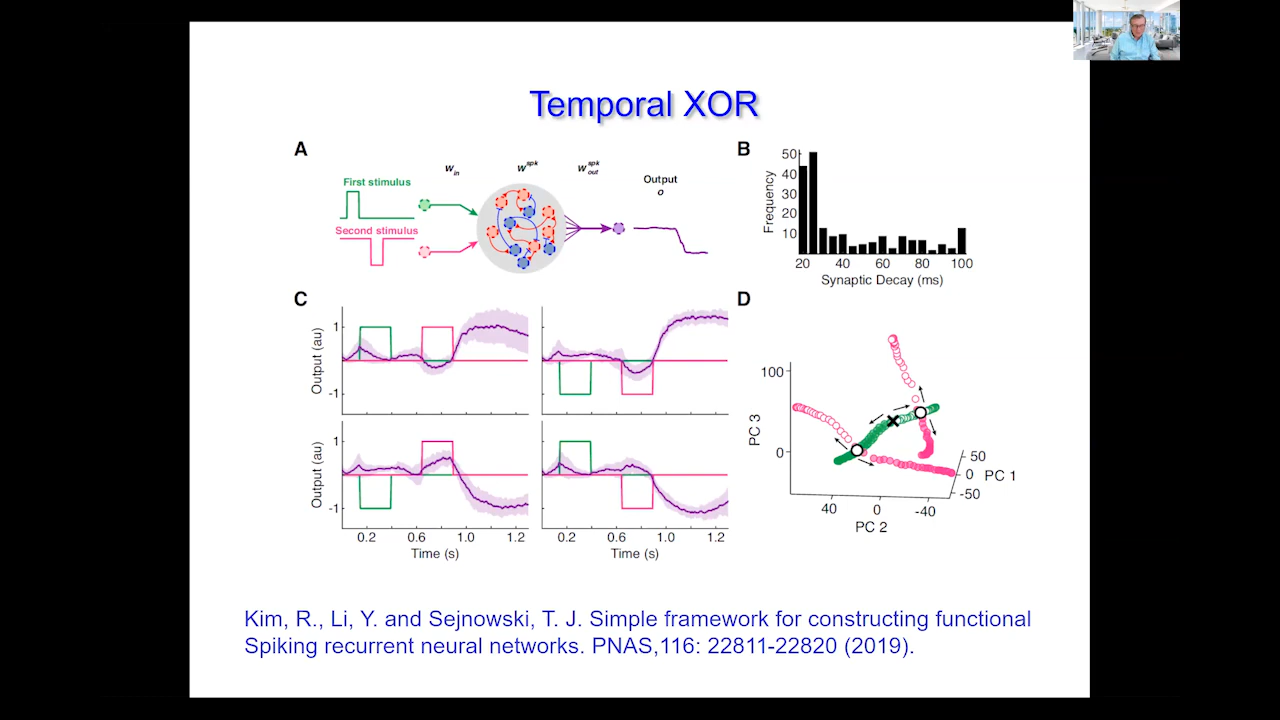 Temporal XOR
A
First stimulus
Second stimulus
w in
w spk
w spk out
Output
o
B
Frequency
50
40
30
20
10
20 40 60 80 100
Synaptic Decay (ms)
C
Output (au)
1
-1
Output (au)
1
-1
0.2 0.6 1.0 1.2
Time (s)
0.2 0.6 1.0 1.2
Time (s)
D
PC 3
100
0
40 0 -40
PC 2
50
0
-50
PC 1
Kim, R., Li, Y. and Sejnowski, T. J. Simple framework for constructing functional
Spiking recurrent neural networks. PNAS,116: 22811-22820 (2019).